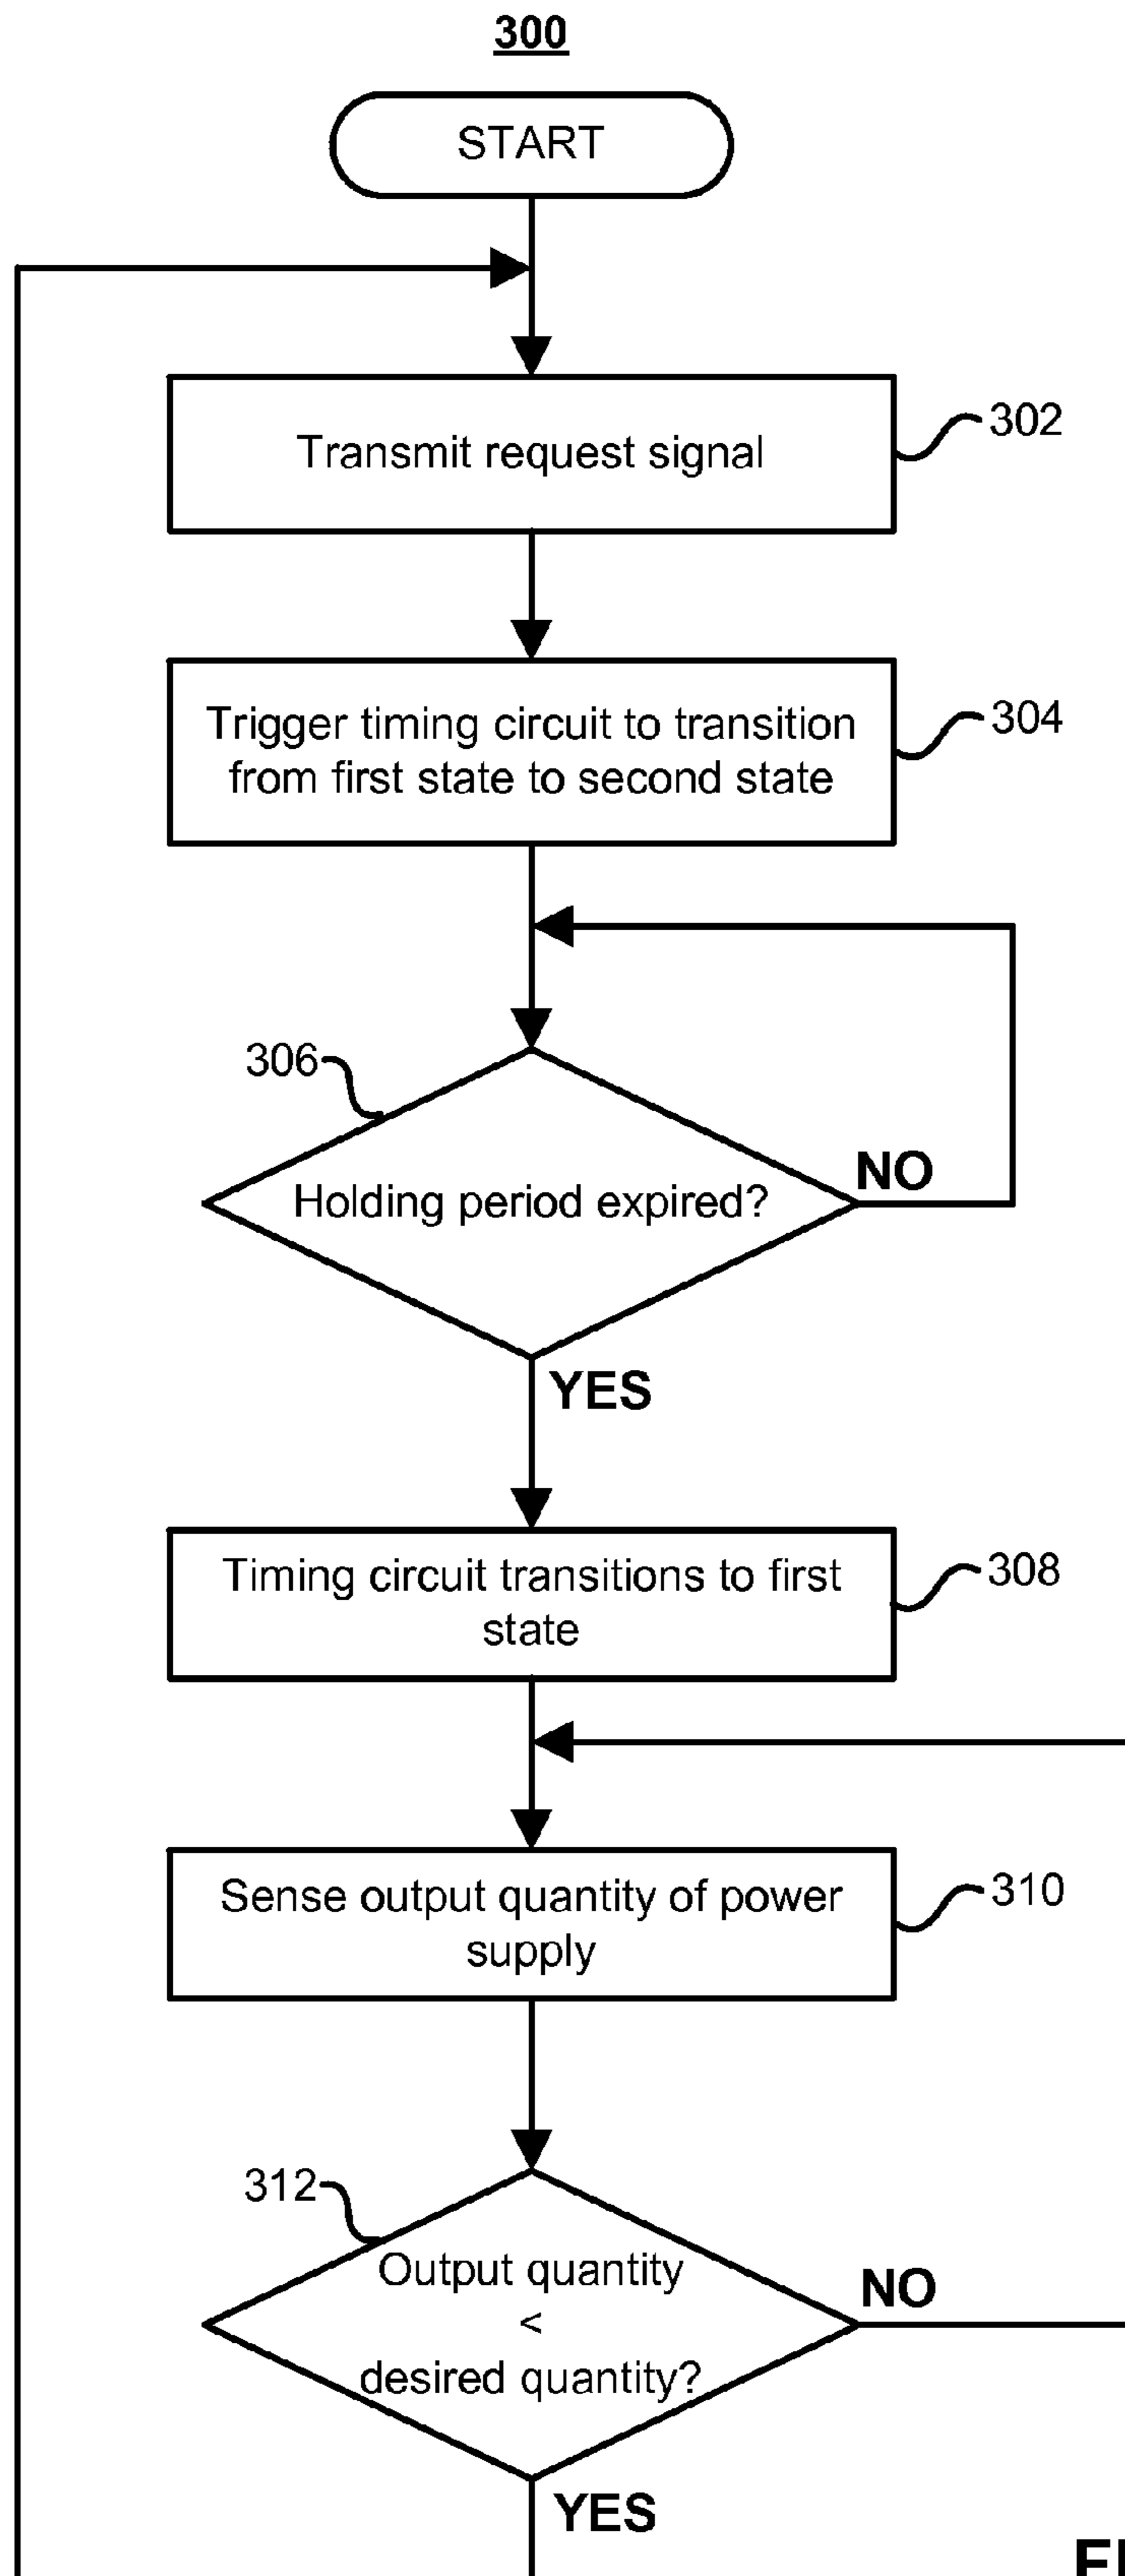 300
START
Transmit request signal
302
Trigger timing circuit to transition
from first state to second state
304
306
Holding period expired?
NO
YES
Timing circuit transitions to first
state
308
Sense output quantity of power
supply
310
312
Output quantity
<
desired quantity?
NO
YES